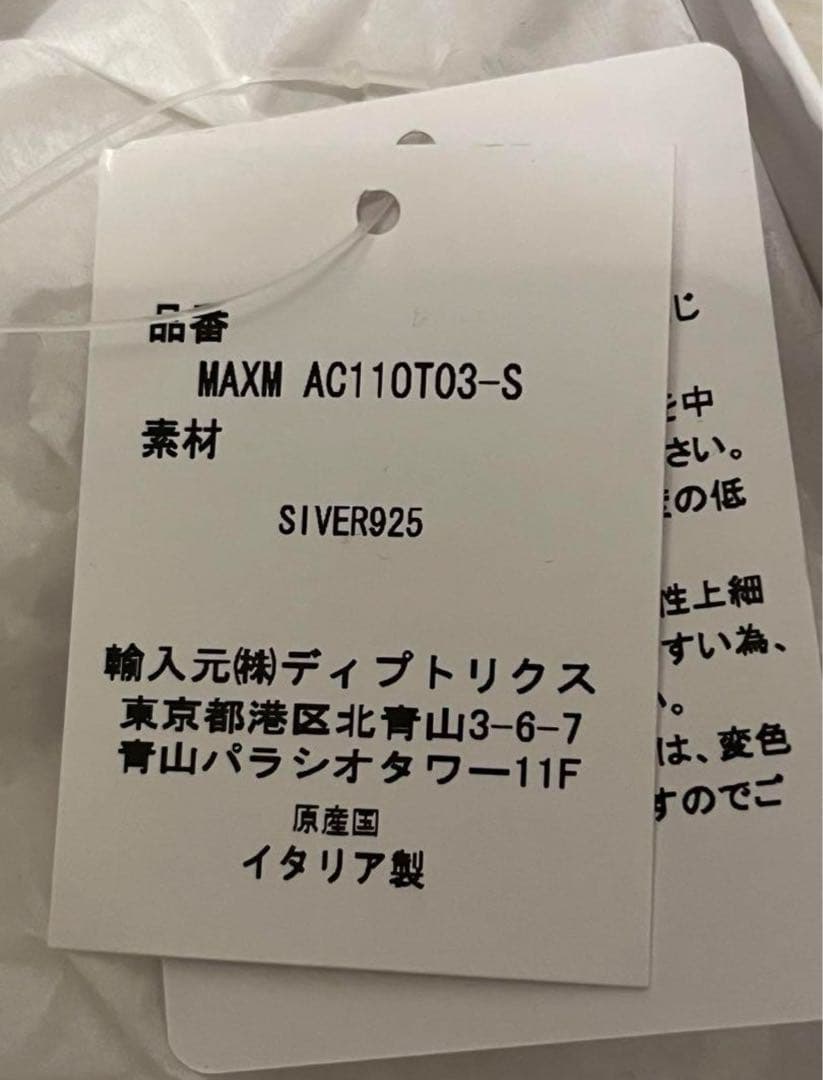 品番
MAXM AC110T03-S
素材
SIVER925
輸入元㈱ディプトリクス
東京都港区北青山3-6-7
青山パラシオタワー11F
原産国
イタリア製
じ
を中
さい。
の低
性上細
すい為、
い。
は、変色
すのでご